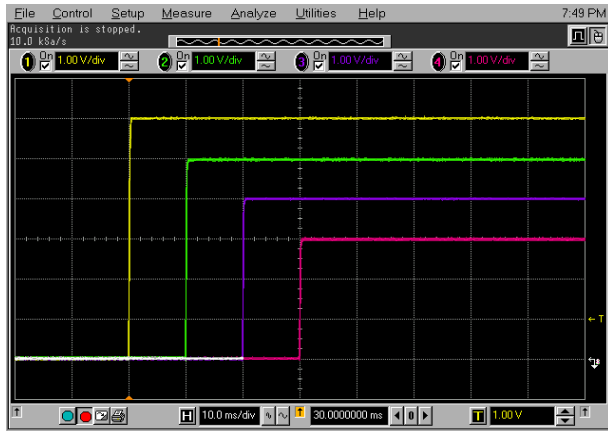 File Control Setup Measure Analyze Utilities Help 7:49 PM
Acquisition is stopped.
10.0 kSa/s
1 On 1.00 V/div 2 On 1.00 V/div 3 On 1.00 V/div 4 On 1.00 V/div
T
H 10.0 ms/div 30.0000000 ms 0 T 1.00 V